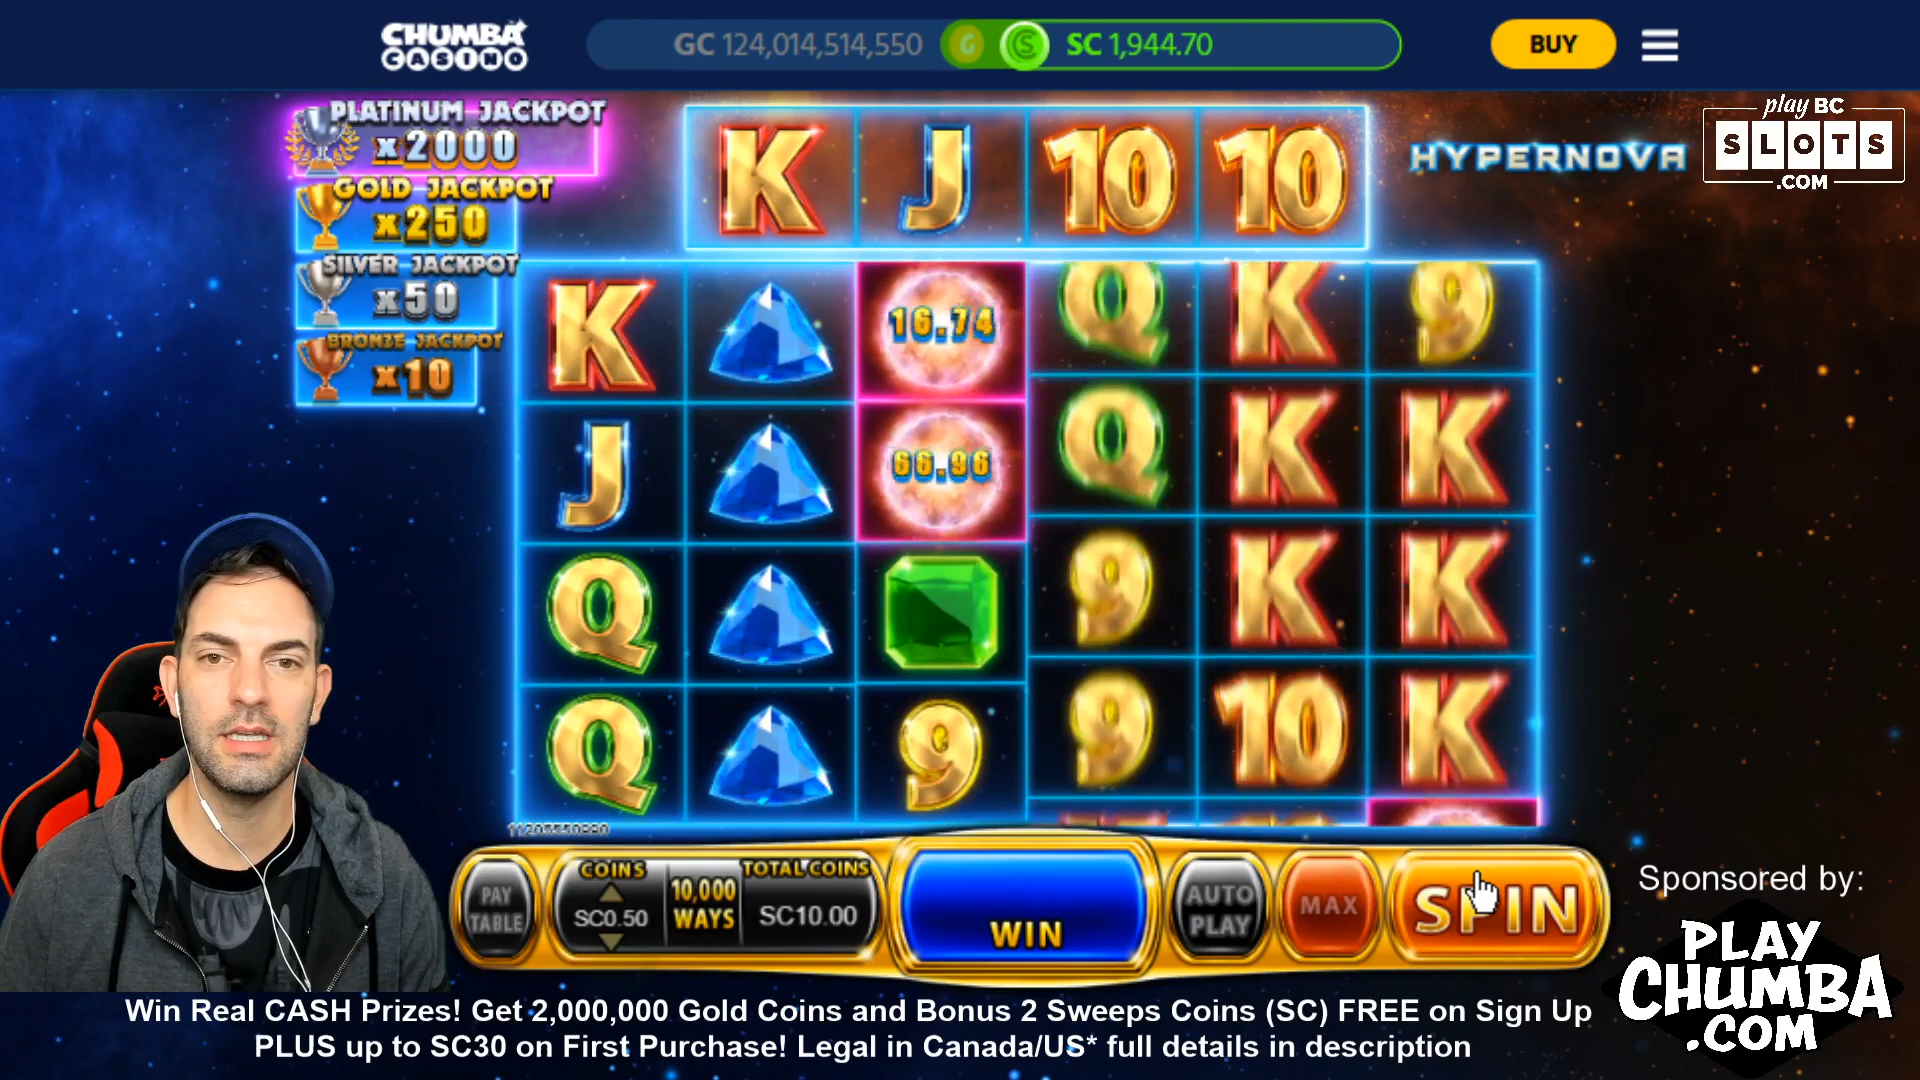 CHUMBA CASINO
GC 124,014,514,550
G
S
SC 1,944.70
BUY
PLATINUM JACKPOT
x2000
GOLD JACKPOT
x250
SILVER JACKPOT
x50
BRONZE JACKPOT
x10
K J 10 10
HYPERNOVA
play BC
SLOTS
.COM
K 16.74 Q K 9
J 66.96 Q K K
Q 9 K K
Q 9 9 10 K
PAY TABLE
COINS
SC0.50
10,000 WAYS
TOTAL COINS
SC10.00
WIN
AUTO PLAY
MAX
SPIN
Sponsored by:
PLAY
CHUMBA
.COM
Win Real CASH Prizes! Get 2,000,000 Gold Coins and Bonus 2 Sweeps Coins (SC) FREE on Sign Up
PLUS up to SC30 on First Purchase! Legal in Canada/US* full details in description